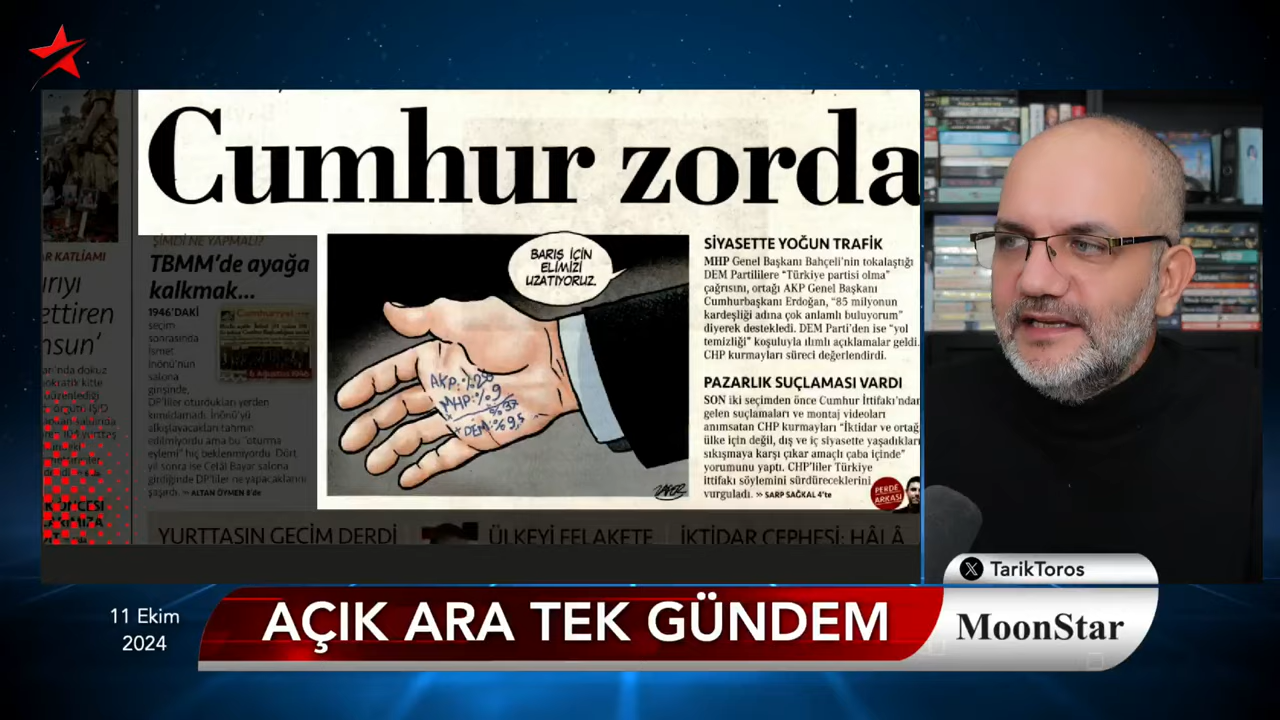 Cumhur zorda
AR KATLİAMI
ŞİMDİ NE YAPMALI?
TBMM’de ayağa
kalkmak...
1946’DAKİ
seçim
sonrasında
İsmet
İnönü’nün
salona
girişinde,
DP’liler oturdukları yerden
kımıldamadı. İnönü’yü
alkışlayacakları tahmin
edilmiyordu ama bu “oturma
eylemi” hiç beklenmiyordu. Dört
yıl sonra ise Celâl Bayar salona
girdiğinde DP’liler ne yapacaklarını
şaşırdı. » ALTAN ÖYMEN 8’de
BARIŞ İÇİN
ELİMİZİ
UZATIYORUZ.
AKP: %28
MHP: %9
% 37
+ DEM: % 9,5
SİYASETTE YOĞUN TRAFİK
MHP Genel Başkanı Bahçeli’nin tokalaştığı
DEM Partililere “Türkiye partisi olma”
çağrısını, ortağı AKP Genel Başkanı
Cumhurbaşkanı Erdoğan, “85 milyonun
kardeşliği adına çok anlamlı buluyorum”
diyerek destekledi. DEM Parti’den ise “yol
temizliği” koşuluyla ılımlı açıklamalar geldi.
CHP kurmayları süreci değerlendirdi.
PAZARLIK SUÇLAMASI VARDI
SON iki seçimden önce Cumhur İttifakı’ndan
gelen suçlamaları ve montaj videoları
anımsatan CHP kurmayları “İktidar ve ortağı
ülke için değil, dış ve iç siyasette yaşadıkları
sıkışmaya karşı çıkar amaçlı çaba içinde”
yorumunu yaptı. CHP’liler Türkiye
ittifakı söylemini sürdüreceklerini
vurguladı. » SARP SAĞKAL 4’te
PERDE
ARKASI
YURTTAŞIN GEÇİM DERDİ
ÜLKEYİ FELAKETE
İKTİDAR CEPHESİ: HÂLÂ
TarikToros
11 Ekim
2024
AÇIK ARA TEK GÜNDEM
MoonStar